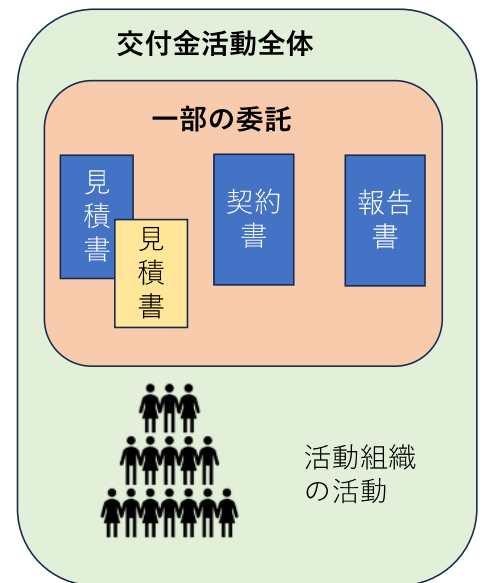 交付金活動全体
一部の委託
見
積
書
見
積
書
契約
書
報告
書
活動組織
の活動